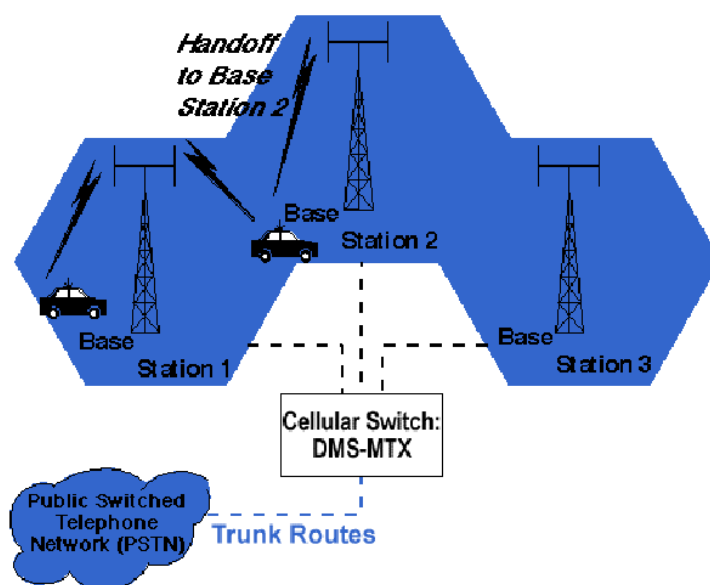 Handoff
to Base
Station 2
Base
Station 2
Base
Station 1
Base
Station 3
Cellular Switch:
DMS-MTX
Public Switched
Telephone
Network (PSTN)
Trunk Routes